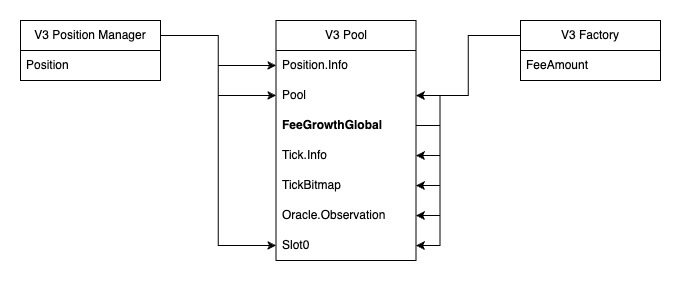 V3 Position Manager
Position
V3 Pool
Position.Info
Pool
FeeGrowthGlobal
Tick.Info
TickBitmap
Oracle.Observation
Slot0
V3 Factory
FeeAmount